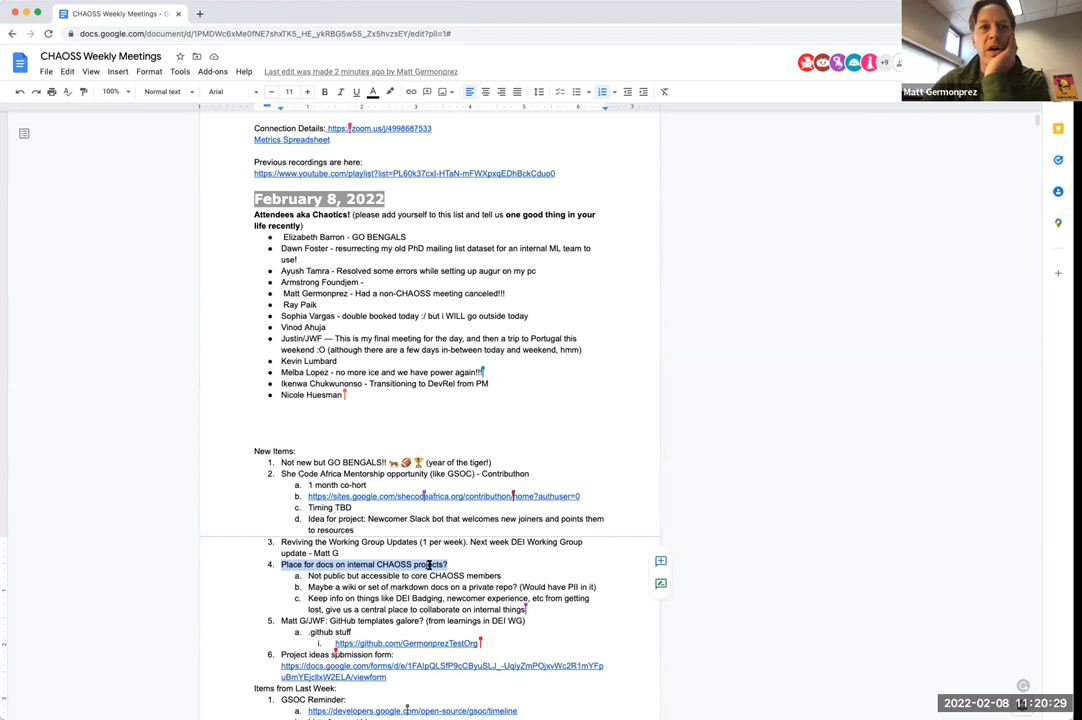 CHAOSS Weekly Meetings - G
docs.google.com/document/d/1PMDWc6xMe0fNE7shxTK5_HE_ykRBG5w55_Zx5hvzsEY/edit?pli=1#
CHAOSS Weekly Meetings
File Edit View Insert Format Tools Add-ons Help Last edit was made 2 minutes ago by Matt Germonprez
+9
Matt Germonprez
100% Normal text Arial 11
1 1 2 3 4 5 6 7
Connection Details: https://zoom.us/j/4998687533
Metrics Spreadsheet
Previous recordings are here:
https://www.youtube.com/playlist?list=PL60k37cxI-HTaN-mFWXpxqEDhBckCduo0
February 8, 2022
Attendees aka Chaotics! (please add yourself to this list and tell us one good thing in your
life recently)
● Elizabeth Barron - GO BENGALS
● Dawn Foster - resurrecting my old PhD mailing list dataset for an internal ML team to
use!
● Ayush Tamra - Resolved some errors while setting up augur on my pc
● Armstrong Foundjem -
● Matt Germonprez - Had a non-CHAOSS meeting canceled!!!
● Ray Paik
● Sophia Vargas - double booked today :/ but i WILL go outside today
● Vinod Ahuja
● Justin/JWF — This is my final meeting for the day, and then a trip to Portugal this
weekend :O (although there are a few days in-between today and weekend, hmm)
● Kevin Lumbard
● Melba Lopez - no more ice and we have power again!!!
● Ikenwa Chukwunonso - Transitioning to DevRel from PM
● Nicole Huesman
New Items:
1. Not new but GO BENGALS!! 🐅 🏈 🏆 (year of the tiger!)
2. She Code Africa Mentorship opportunity (like GSOC) - Contributhon
a. 1 month co-hort
b. https://sites.google.com/shecodeafrica.org/contributhon/home?authuser=0
c. Timing TBD
d. Idea for project: Newcomer Slack bot that welcomes new joiners and points them
to resources
3. Reviving the Working Group Updates (1 per week). Next week DEI Working Group
update - Matt G
4. Place for docs on internal CHAOSS projects?
a. Not public but accessible to core CHAOSS members
b. Maybe a wiki or set of markdown docs on a private repo? (Would have PII in it)
c. Keep info on things like DEI Badging, newcomer experience, etc from getting
lost, give us a central place to collaborate on internal things
5. Matt G/JWF: GitHub templates galore? (from learnings in DEI WG)
a. .github stuff
i. https://github.com/GermonprezTestOrg
6. Project ideas submission form:
https://docs.google.com/forms/d/e/1FAIpQLSfP9cCByuSLJ_-UqiyZmPOjxvWc2R1mYFp
uBmYEjcllxW2ELA/viewform
Items from Last Week:
1. GSOC Reminder:
a. https://developers.google.com/open-source/gsoc/timeline
2022-02-08 11:20:29